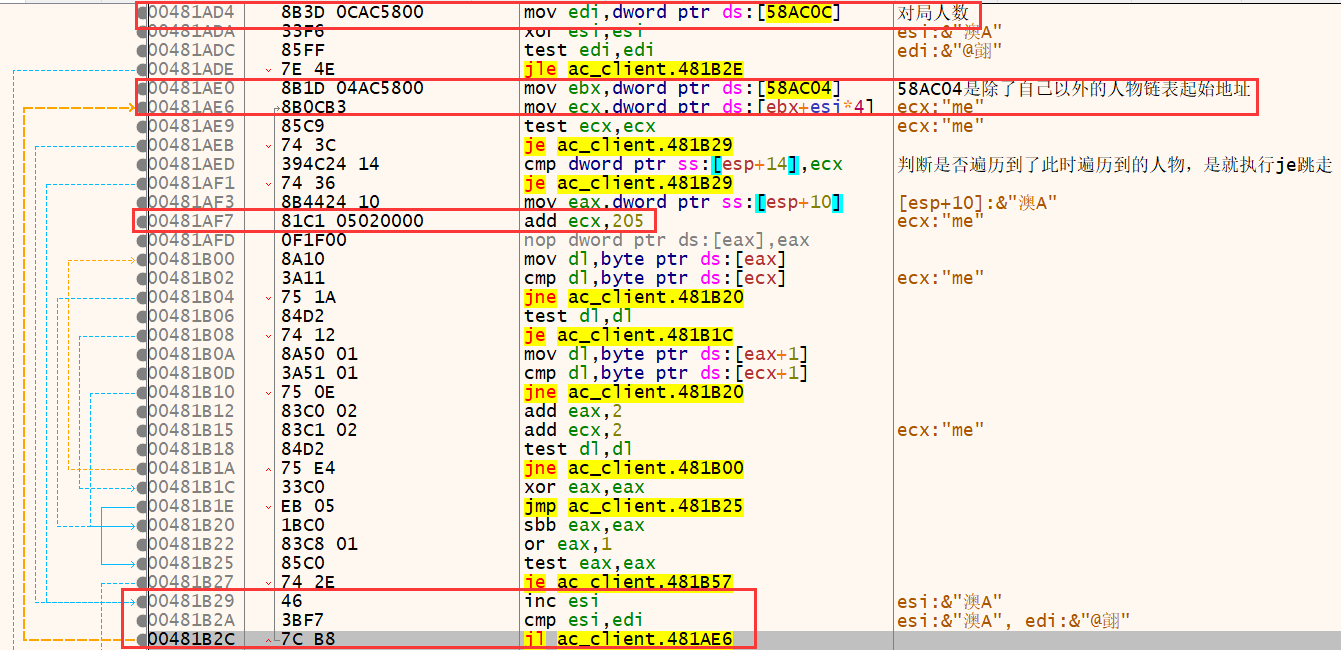 00481AD4 8B3D 0CAC5800 mov edi,dword ptr ds:[58AC0C] 对局人数
00481ADA 33F6 xor esi,esi esi:&"澳A"
00481ADC 85FF test edi,edi edi:&"@翝"
00481ADE 7E 4E jle ac_client.481B2E
00481AE0 8B1D 04AC5800 mov ebx,dword ptr ds:[58AC04] 58AC04是除了自己以外的人物链表起始地址
00481AE6 8B0CB3 mov ecx,dword ptr ds:[ebx+esi*4] ecx:"me"
00481AE9 85C9 test ecx,ecx ecx:"me"
00481AEB 74 3C je ac_client.481B29
00481AED 394C24 14 cmp dword ptr ss:[esp+14],ecx 判断是否遍历到了此时遍历到的人物，是就执行je跳走
00481AF1 74 36 je ac_client.481B29
00481AF3 8B4424 10 mov eax,dword ptr ss:[esp+10] [esp+10]:&"澳A"
00481AF7 81C1 05020000 add ecx,205 ecx:"me"
00481AFD 0F1F00 nop dword ptr ds:[eax],eax
00481B00 8A10 mov dl,byte ptr ds:[eax]
00481B02 3A11 cmp dl,byte ptr ds:[ecx] ecx:"me"
00481B04 75 1A jne ac_client.481B20
00481B06 84D2 test dl,dl
00481B08 74 12 je ac_client.481B1C
00481B0A 8A50 01 mov dl,byte ptr ds:[eax+1]
00481B0D 3A51 01 cmp dl,byte ptr ds:[ecx+1]
00481B10 75 0E jne ac_client.481B20
00481B12 83C0 02 add eax,2
00481B15 83C1 02 add ecx,2 ecx:"me"
00481B18 84D2 test dl,dl
00481B1A 75 E4 jne ac_client.481B00
00481B1C 33C0 xor eax,eax
00481B1E EB 05 jmp ac_client.481B25
00481B20 1BC0 sbb eax,eax
00481B22 83C8 01 or eax,1
00481B25 85C0 test eax,eax
00481B27 74 2E je ac_client.481B57
00481B29 46 inc esi esi:&"澳A"
00481B2A 3BF7 cmp esi,edi esi:&"澳A", edi:&"@翝"
00481B2C 7C B8 jl ac_client.481AE6